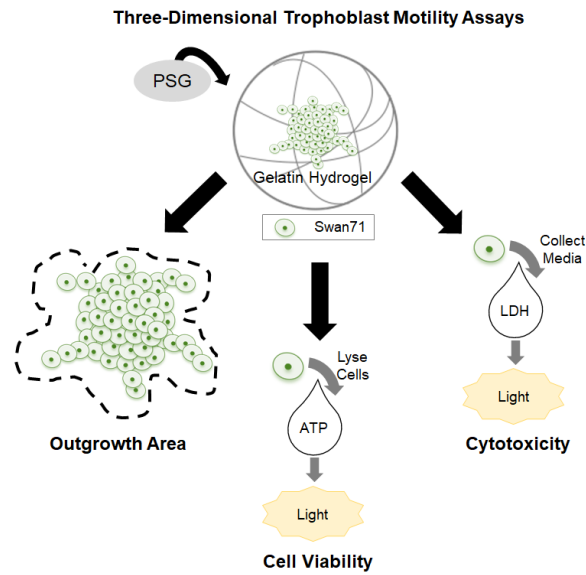 Three-Dimensional Trophoblast Motility Assays
PSG
Gelatin Hydrogel
Swan71
Collect
Media
LDH
Light
Cytotoxicity
Lyse
Cells
ATP
Light
Cell Viability
Outgrowth Area